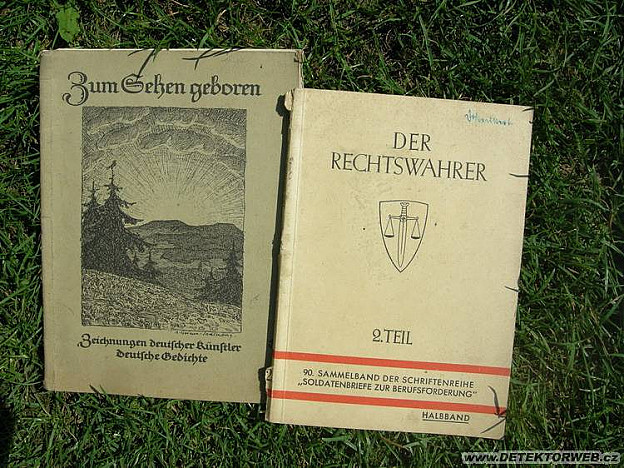 Zum Sehen geboren
Zeichnungen deutscher Künstler
deutsche Gedichte
DER
RECHTSWAHRER
2. TEIL
90. SAMMELBAND DER SCHRIFTENREIHE
„SOLDATENBRIEFE ZUR BERUFSFÖRDERUNG"
HALBBAND
www.DETEKTORWEB.cz